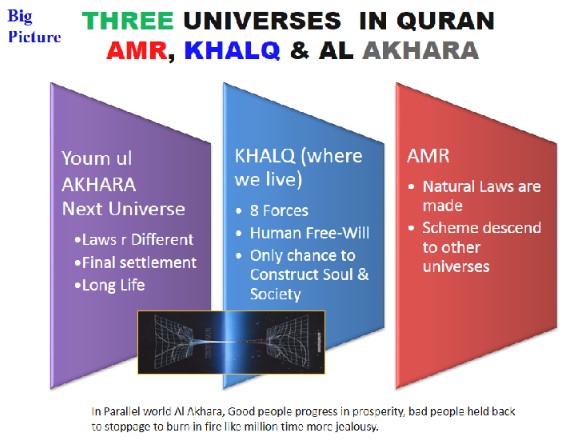 Big
Picture
THREE UNIVERSES IN QURAN
AMR, KHALQ & AL AKHARA
Youm ul
AKHARA
Next Universe
•Laws r Different
•Final settlement
•Long Life
KHALQ (where
we live)
• 8 Forces
• Human Free-Will
• Only chance to
Construct Soul &
Society
AMR
• Natural Laws are
made
• Scheme descend
to other
universes
In Parallel world Al Akhara, Good people progress in prosperity, bad people held back
to stoppage to burn in fire like million time more jealousy.